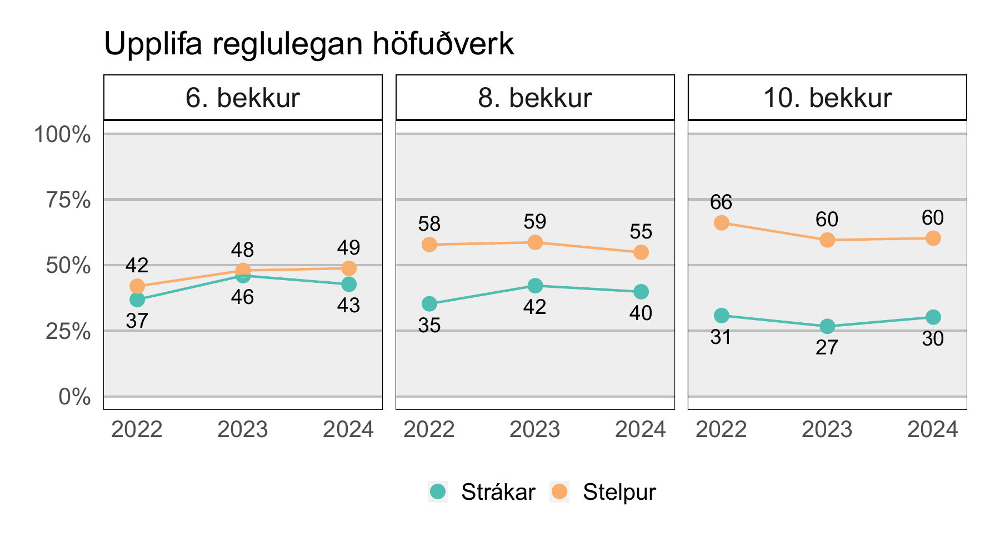 Upplifa reglulegan höfuðverk
6. bekkur 8. bekkur 10. bekkur
100%
75%
50%
25%
0%
42 48 49
37 46 43
58 59 55
35 42 40
66 60 60
31 27 30
2022 2023 2024 2022 2023 2024 2022 2023 2024
Strákar Stelpur